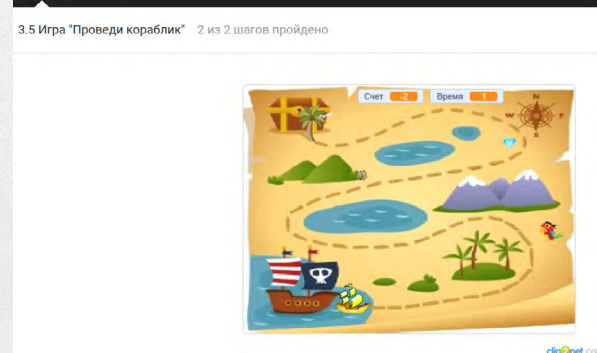 3.5 Игра "Проведи кораблик" 2 из 2 шагов пройдено
Счет -2 Время 1
N
W E
S